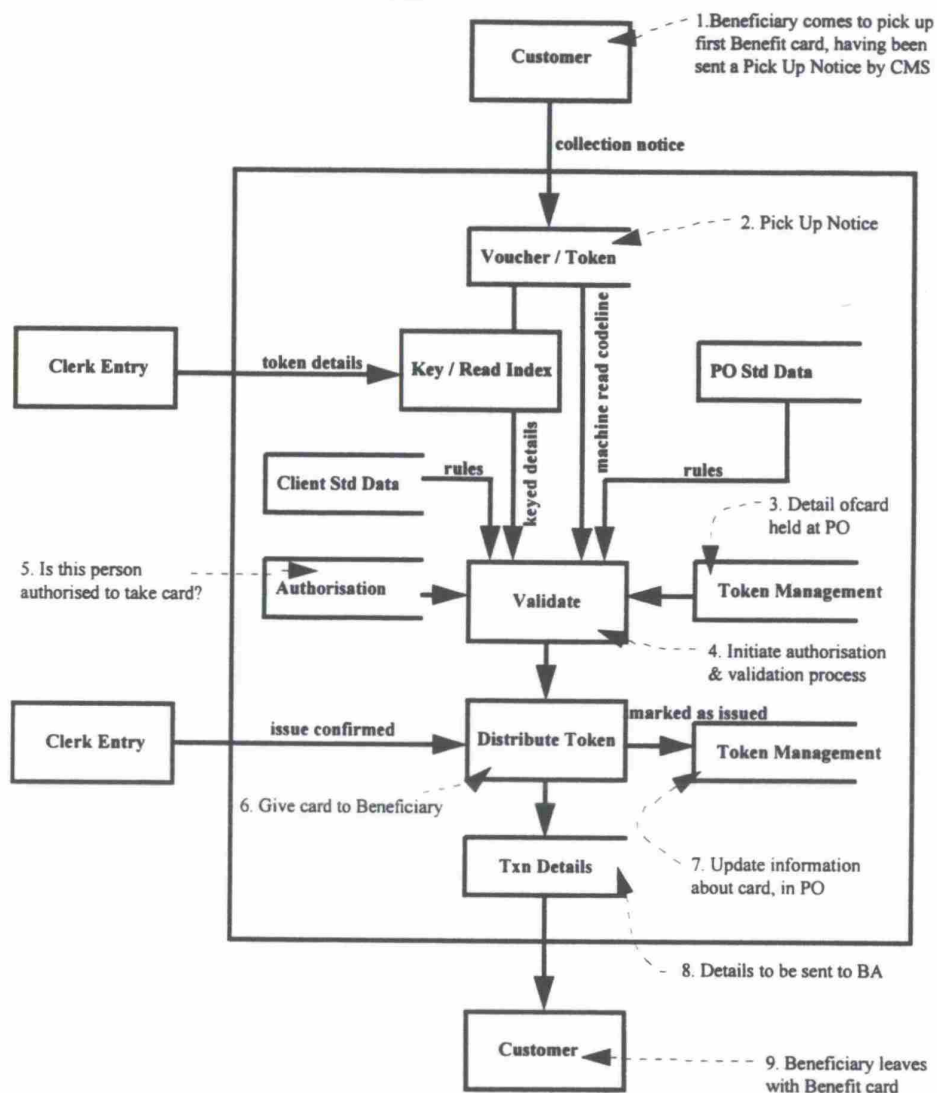 1.Beneficiary comes to pick up
first Benefit card, having been
sent a Pick Up Notice by CMS
Customer
collection notice
2. Pick Up Notice
Voucher / Token
machine read codeline
Clerk Entry
token details
Key / Read Index
PO Std Data
keyed details
rules
rules
Client Std Data
3. Detail ofcard
held at PO
5. Is this person
authorised to take card?
Authorisation
Validate
Token Management
4. Initiate authorisation
& validation process
Clerk Entry
issue confirmed
Distribute Token
marked as issued
Token Management
6. Give card to Beneficiary
Txn Details
7. Update information
about card, in PO
8. Details to be sent to BA
Customer
9. Beneficiary leaves
with Benefit card